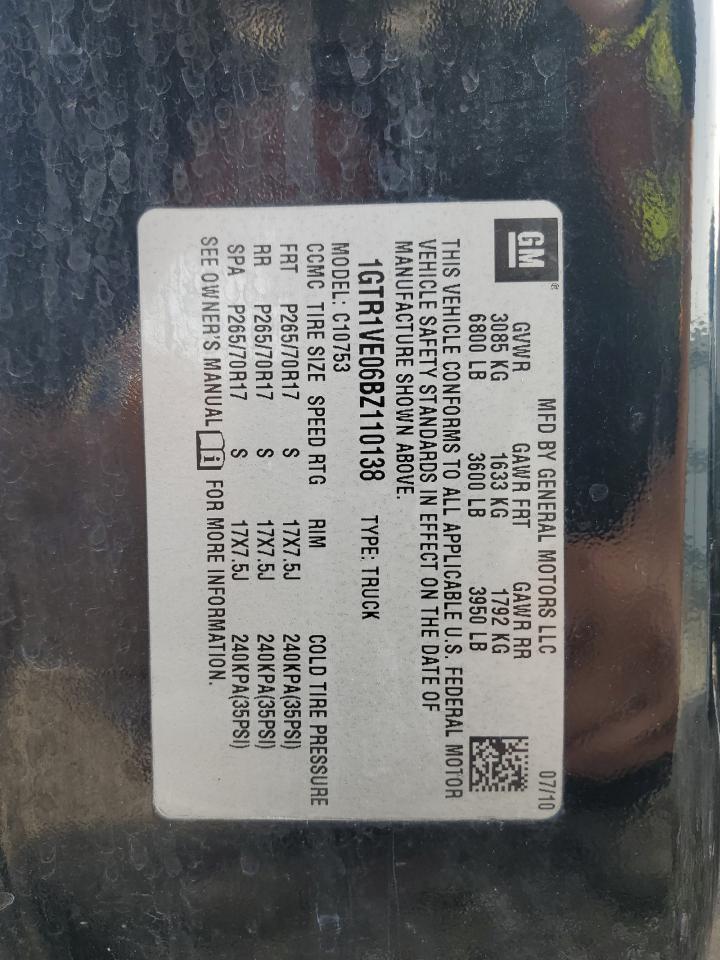 GM®
MFD BY GENERAL MOTORS LLC 07/10
GVWR GAWR FRT GAWR RR
3085 KG 1633 KG 1792 KG
6800 LB 3600 LB 3950 LB
THIS VEHICLE CONFORMS TO ALL APPLICABLE U.S. FEDERAL MOTOR
VEHICLE SAFETY STANDARDS IN EFFECT ON THE DATE OF
MANUFACTURE SHOWN ABOVE.
1GTR1VE06BZ110138 TYPE: TRUCK
MODEL: C10753
CCMC TIRE SIZE SPEED RTG RIM COLD TIRE PRESSURE
FRT P265/70R17 S 17X7.5J 240KPA(35PSI)
RR P265/70R17 S 17X7.5J 240KPA(35PSI)
SPA P265/70R17 S 17X7.5J 240KPA(35PSI)
SEE OWNER'S MANUAL i FOR MORE INFORMATION.